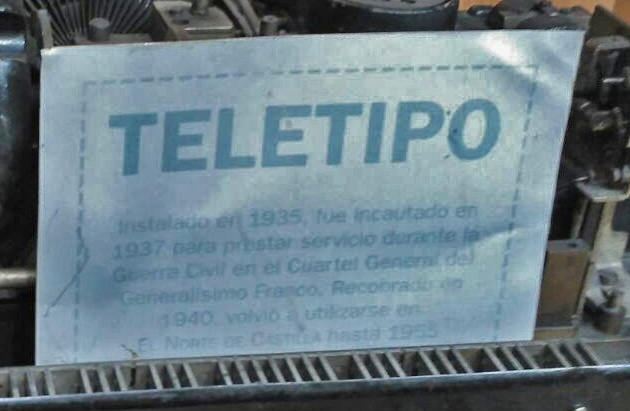 TELETIPO
Instalado en 1935, fue incautado en
1937 para prestar servicio durante la
Guerra Civil en el Cuartel General del
Generalísimo Franco. Recobrado en
1940, volvió a utilizarse en
EL NORTE DE CASTILLA hasta 1955